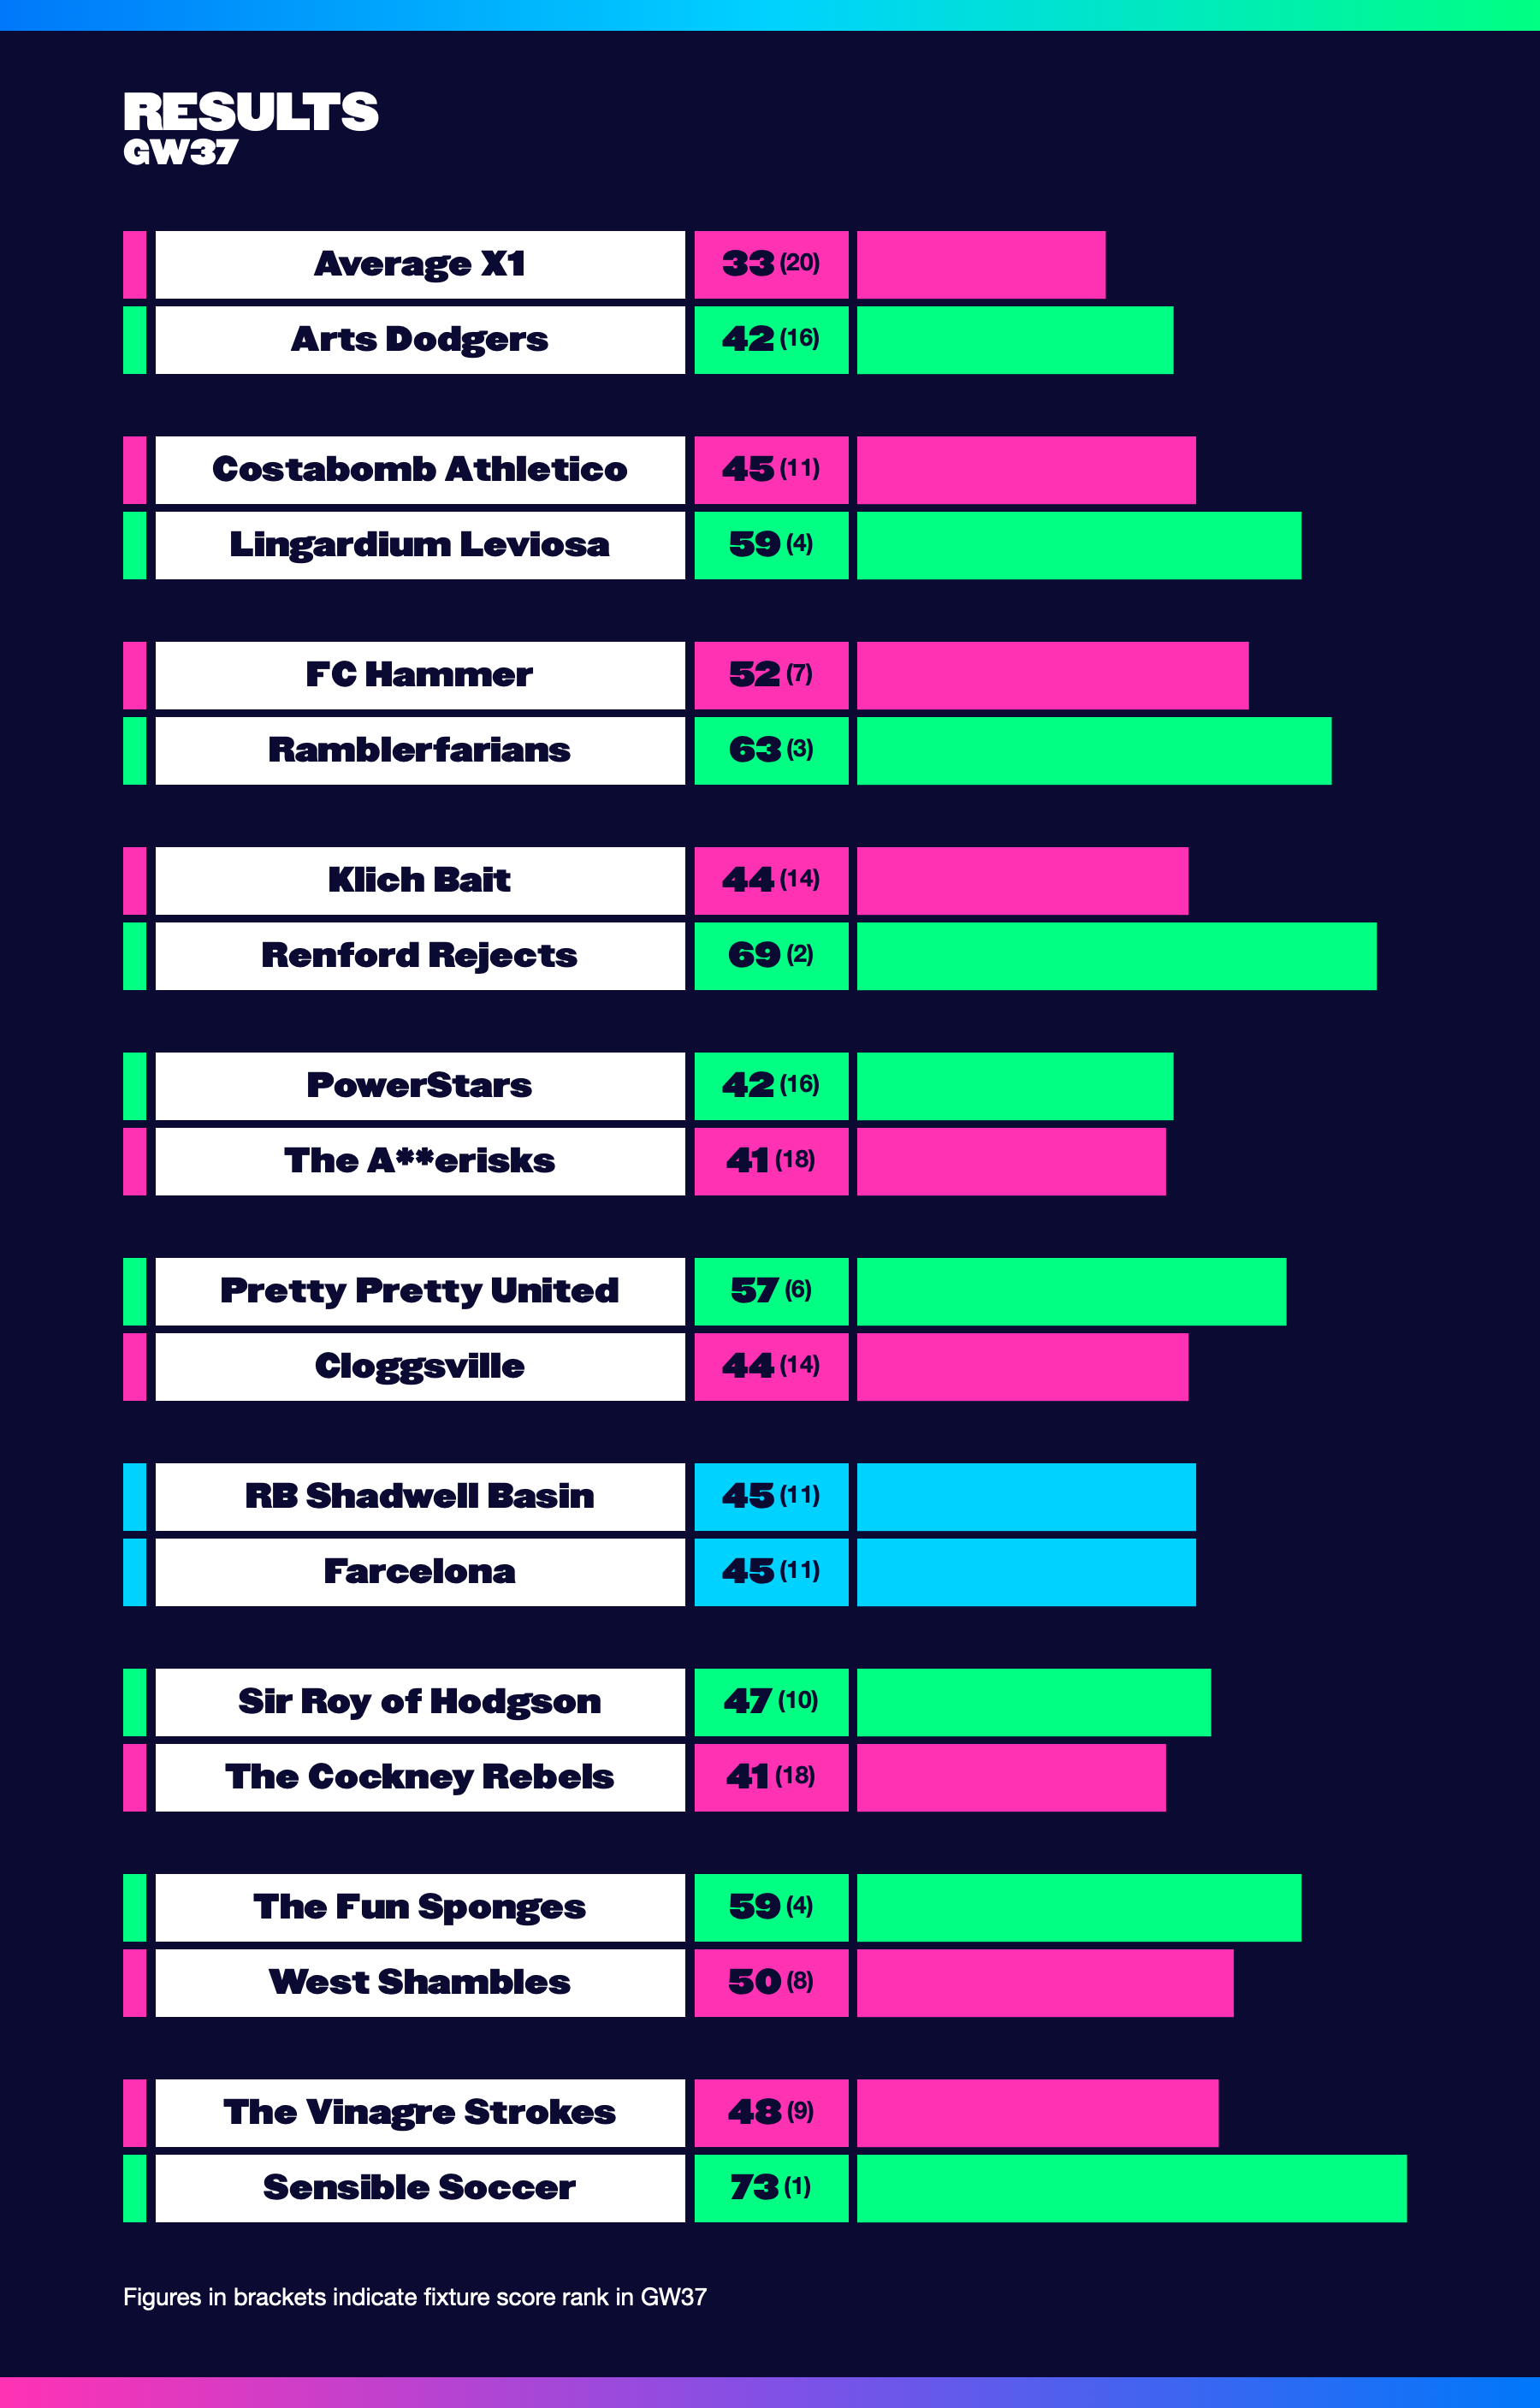 RESULTS
GW37
Average X1 33 (20)
Arts Dodgers 42 (16)
Costabomb Athletico 45 (11)
Lingardium Leviosa 59 (4)
FC Hammer 52 (7)
Ramblerfarians 63 (3)
Klich Bait 44 (14)
Renford Rejects 69 (2)
PowerStars 42 (16)
The A**erisks 41 (18)
Pretty Pretty United 57 (6)
Cloggsville 44 (14)
RB Shadwell Basin 45 (11)
Farcelona 45 (11)
Sir Roy of Hodgson 47 (10)
The Cockney Rebels 41 (18)
The Fun Sponges 59 (4)
West Shambles 50 (8)
The Vinagre Strokes 48 (9)
Sensible Soccer 73 (1)
Figures in brackets indicate fixture score rank in GW37